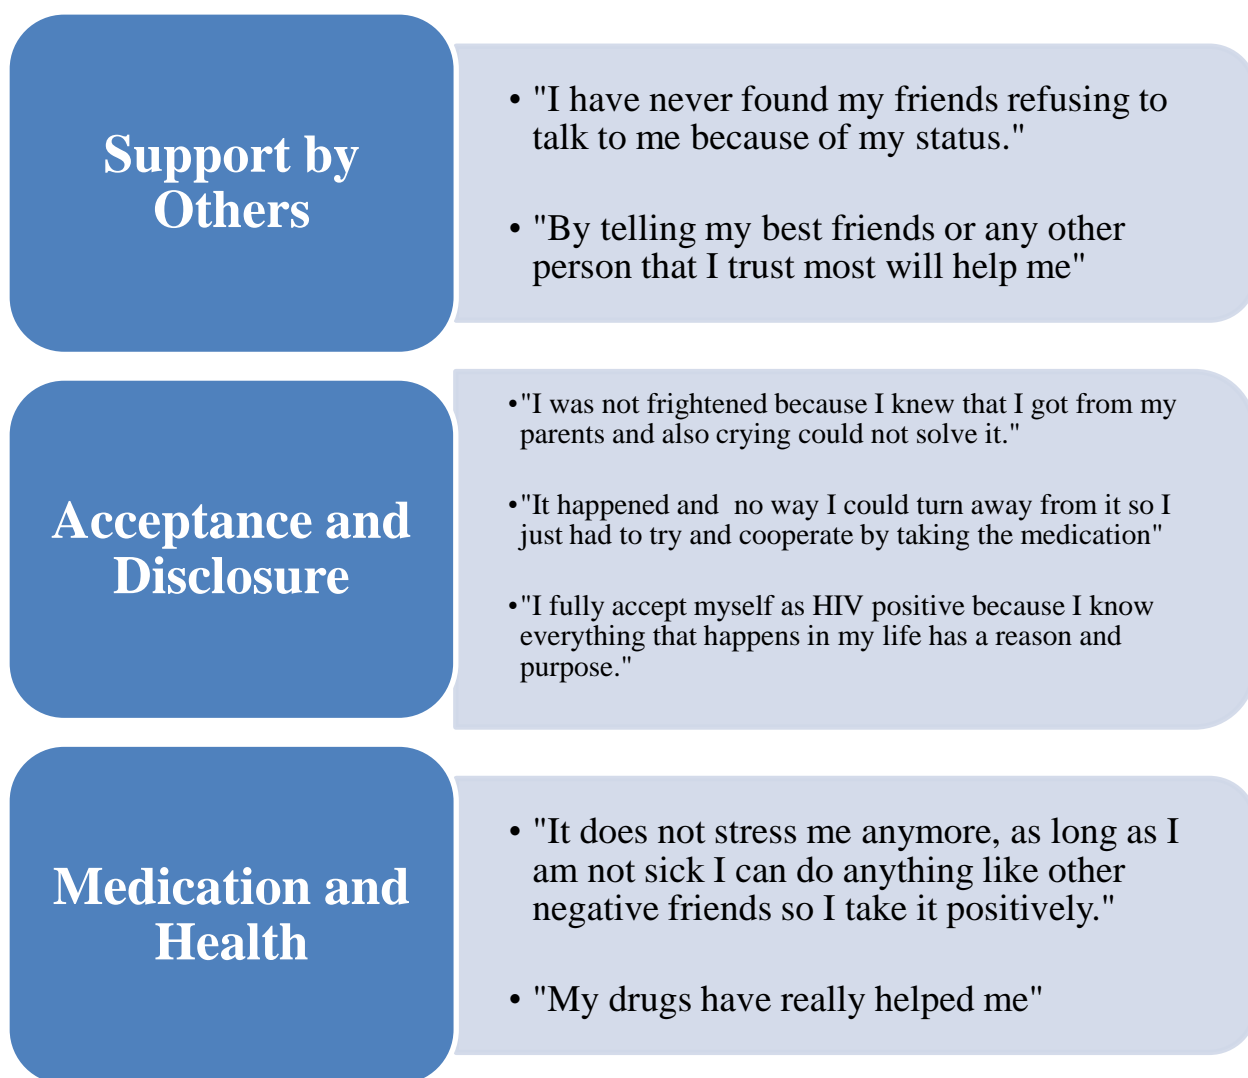 Support by
Others
• "I have never found my friends refusing to
talk to me because of my status."
• "By telling my best friends or any other
person that I trust most will help me"
Acceptance and
Disclosure
•"I was not frightened because I knew that I got from my
parents and also crying could not solve it."
•"It happened and  no way I could turn away from it so I
just had to try and cooperate by taking the medication"
•"I fully accept myself as HIV positive because I know
everything that happens in my life has a reason and
purpose."
Medication and
Health
• "It does not stress me anymore, as long as I
am not sick I can do anything like other
negative friends so I take it positively."
• "My drugs have really helped me"